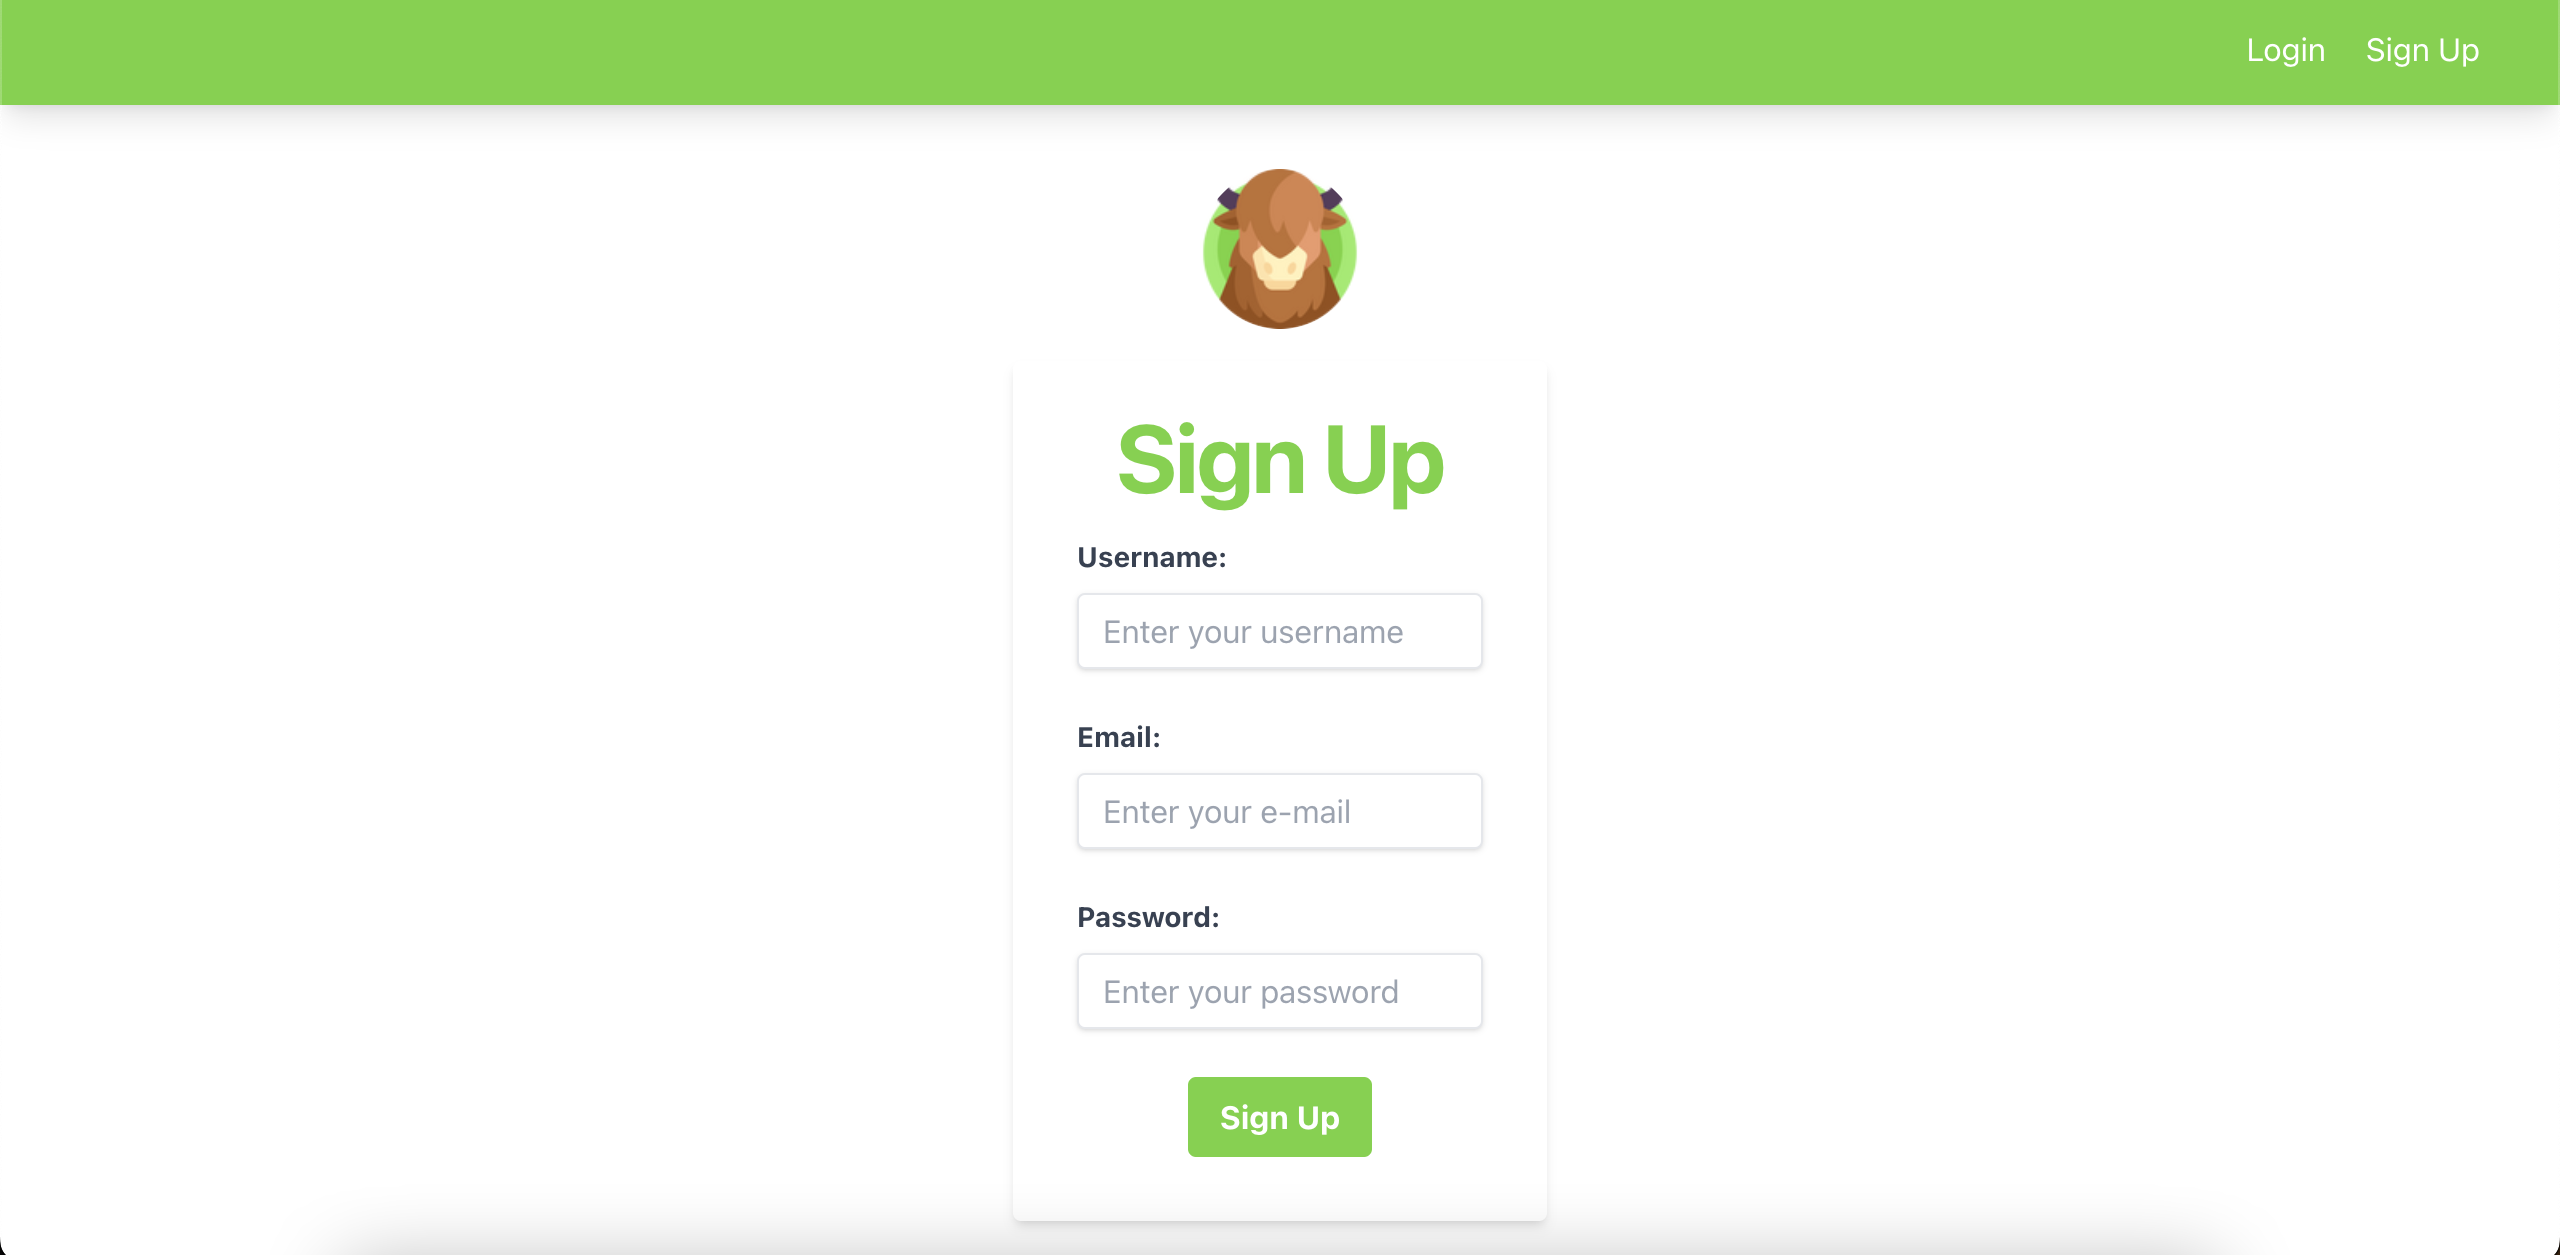 Login Sign Up
Sign Up
Username:
Enter your username
Email:
Enter your e-mail
Password:
Enter your password
Sign Up